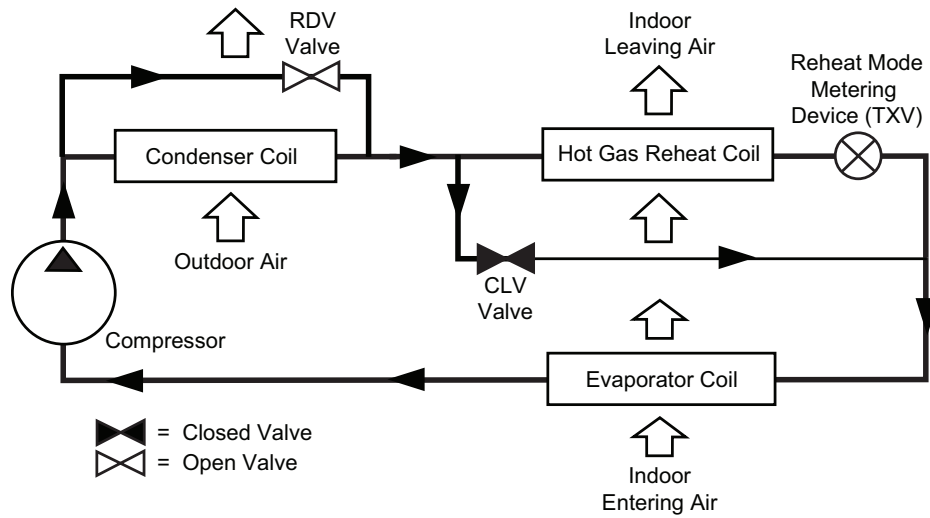 RDV
Valve
Indoor
Leaving Air
Reheat Mode
Metering
Device (TXV)
Condenser Coil
Hot Gas Reheat Coil
Outdoor Air
CLV
Valve
Compressor
Evaporator Coil
= Closed Valve
= Open Valve
Indoor
Entering Air